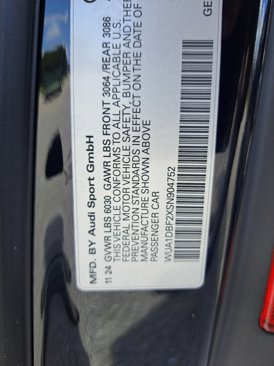 MFD. BY Audi Sport GmbH
11 24 GVWR LBS 6030 GAWR LBS FRONT 3064 /REAR 3086
THIS VEHICLE CONFORMS TO ALL APPLICABLE U.S.
FEDERAL MOTOR VEHICLE SAFETY, BUMPER AND THEFT
PREVENTION STANDARDS IN EFFECT ON THE DATE OF
MANUFACTURE SHOWN ABOVE
PASSENGER CAR
WUA1DBF2XSN904752
GE